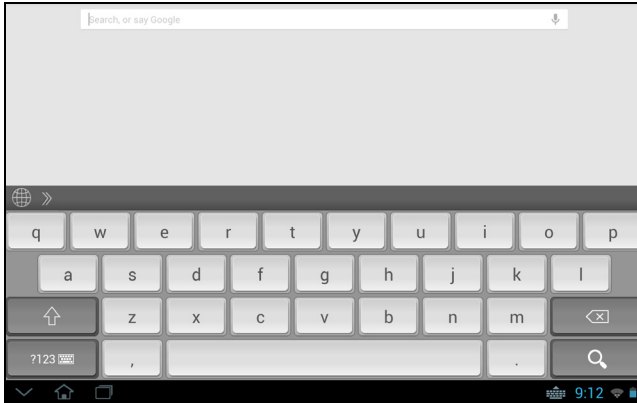 Search, or say Google
q w e r t y u i o p
a s d f g h j k l
z x c v b n m
?123 , .
9:12